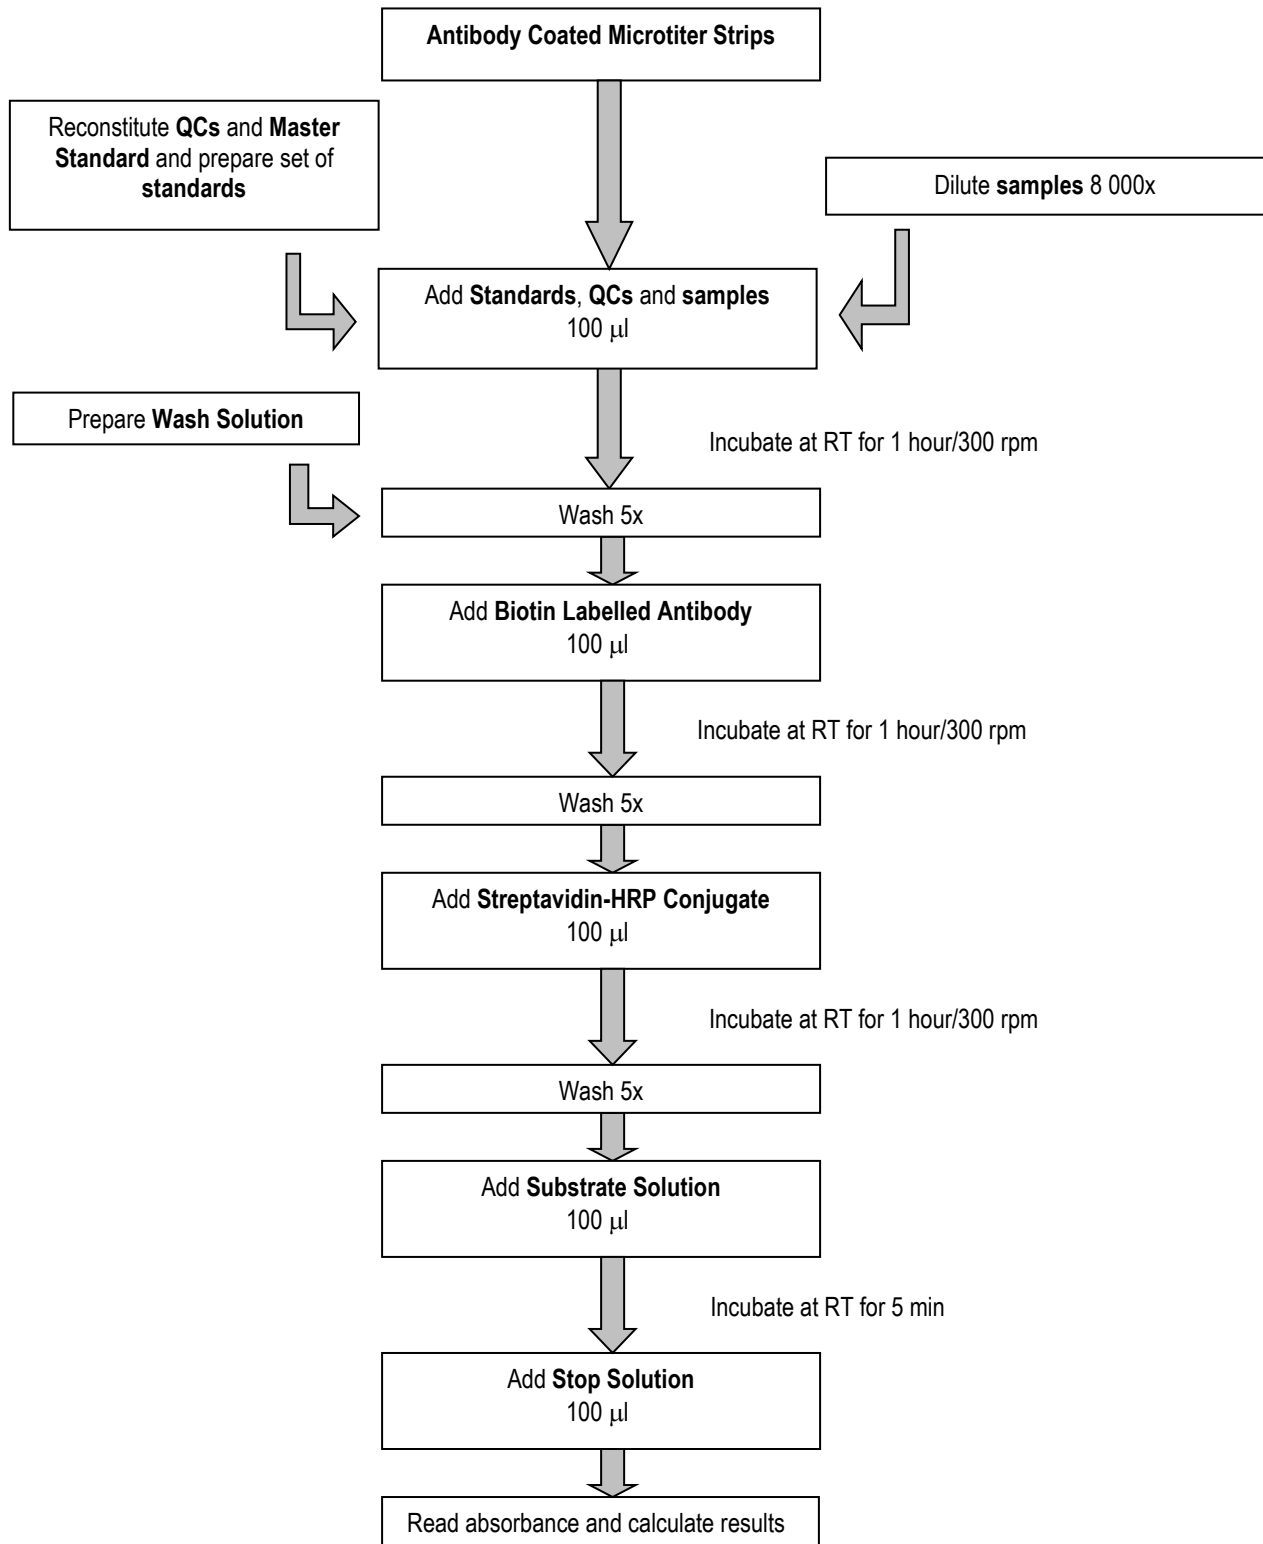 Antibody Coated Microtiter Strips
Reconstitute QCs and Master
Standard and prepare set of
standards
Dilute samples 8 000x
Add Standards, QCs and samples
100 μl
Prepare Wash Solution
Incubate at RT for 1 hour/300 rpm
Wash 5x
Add Biotin Labelled Antibody
100 μl
Incubate at RT for 1 hour/300 rpm
Wash 5x
Add Streptavidin-HRP Conjugate
100 μl
Incubate at RT for 1 hour/300 rpm
Wash 5x
Add Substrate Solution
100 μl
Incubate at RT for 5 min
Add Stop Solution
100 μl
Read absorbance and calculate results